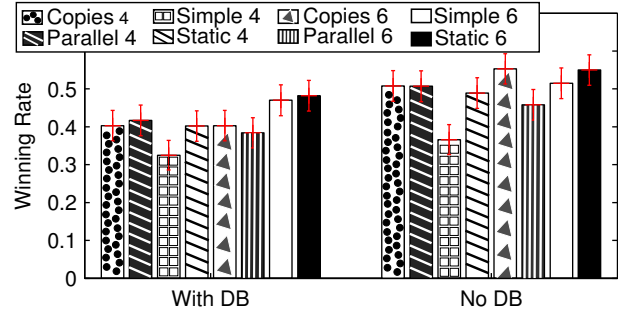 Copies 4 Simple 4 Copies 6 Simple 6
Parallel 4 Static 4 Parallel 6 Static 6
Winning Rate
0.5
0.4
0.3
0.2
0.1
0
With DB No DB